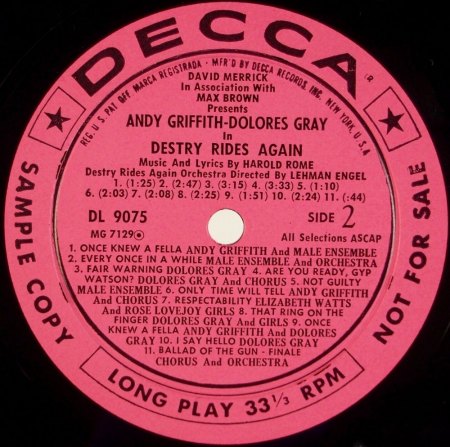 DECCA
REG. U. S. PAT OFF. MARCA REGISTRADA - MFR'D BY DECCA RECORDS, INC. NEW YORK, U.S.A
DAVID MERRICK
In Association With
MAX BROWN
Presents
ANDY GRIFFITH-DOLORES GRAY
In
DESTRY RIDES AGAIN
Music And Lyrics By HAROLD ROME
Destry Rides Again Orchestra Directed By LEHMAN ENGEL
1. (1:25) 2. (2:47) 3. (3:15) 4. (3:33) 5. (1:10)
6. (2:03) 7. (2:08) 8. (2:25) 9. (1:51) 10. (2:24) 11. (:44)
DL 9075
SIDE 2
MG 7129
All Selections ASCAP
1. ONCE KNEW A FELLA ANDY GRIFFITH And MALE ENSEMBLE
2. EVERY ONCE IN A WHILE MALE ENSEMBLE And ORCHESTRA
3. FAIR WARNING DOLORES GRAY 4. ARE YOU READY, GYP
WATSON? DOLORES GRAY And CHORUS 5. NOT GUILTY
MALE ENSEMBLE 6. ONLY TIME WILL TELL ANDY GRIFFITH
And CHORUS 7. RESPECTABILITY ELIZABETH WATTS
And ROSE LOVEJOY GIRLS 8. THAT RING ON THE
FINGER DOLORES GRAY And GIRLS 9. ONCE
KNEW A FELLA ANDY GRIFFITH And DOLORES
GRAY 10. I SAY HELLO DOLORES GRAY
11. BALLAD OF THE GUN - FINALE
CHORUS And ORCHESTRA
SAMPLE COPY
NOT FOR SALE
LONG PLAY 33 1/3 RPM